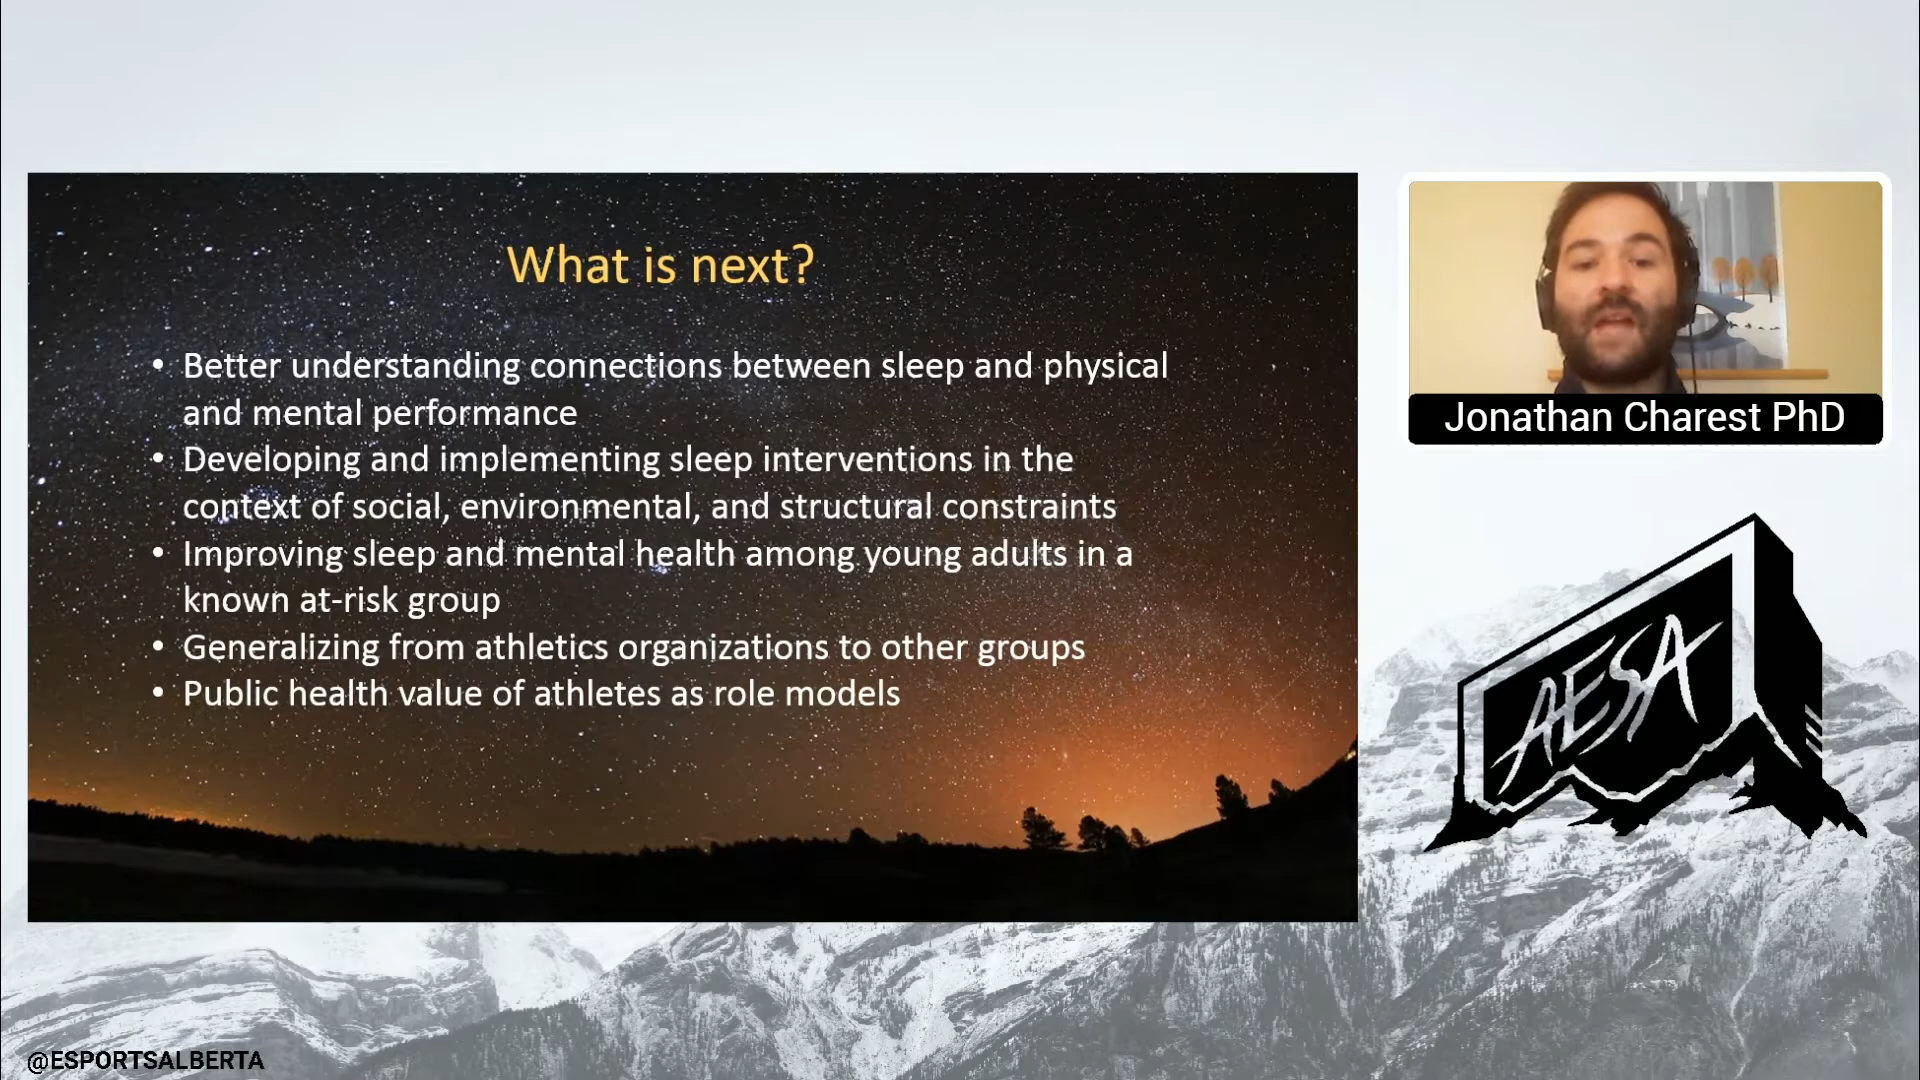 What is next?
• Better understanding connections between sleep and physical
and mental performance
• Developing and implementing sleep interventions in the
context of social, environmental, and structural constraints
• Improving sleep and mental health among young adults in a
known at-risk group
• Generalizing from athletics organizations to other groups
• Public health value of athletes as role models
Jonathan Charest PhD
AESA
@ESPORTSALBERTA